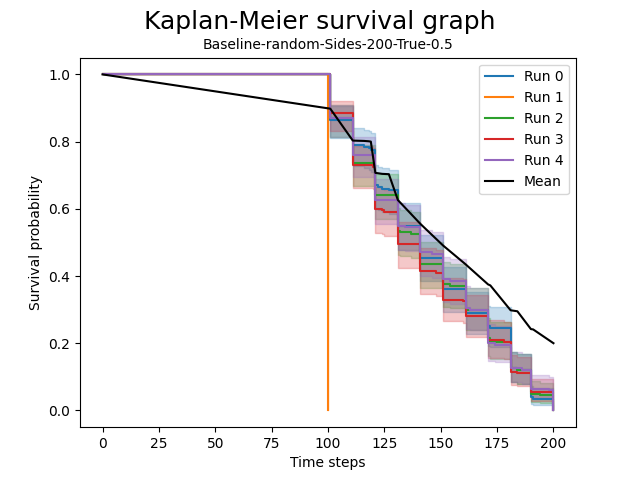 Kaplan-Meier survival graph
Baseline-random-Sides-200-True-0.5
Survival probability
1.0
0.8
0.6
0.4
0.2
0.0
Run 0
Run 1
Run 2
Run 3
Run 4
Mean
0 25 50 75 100 125 150 175 200
Time steps